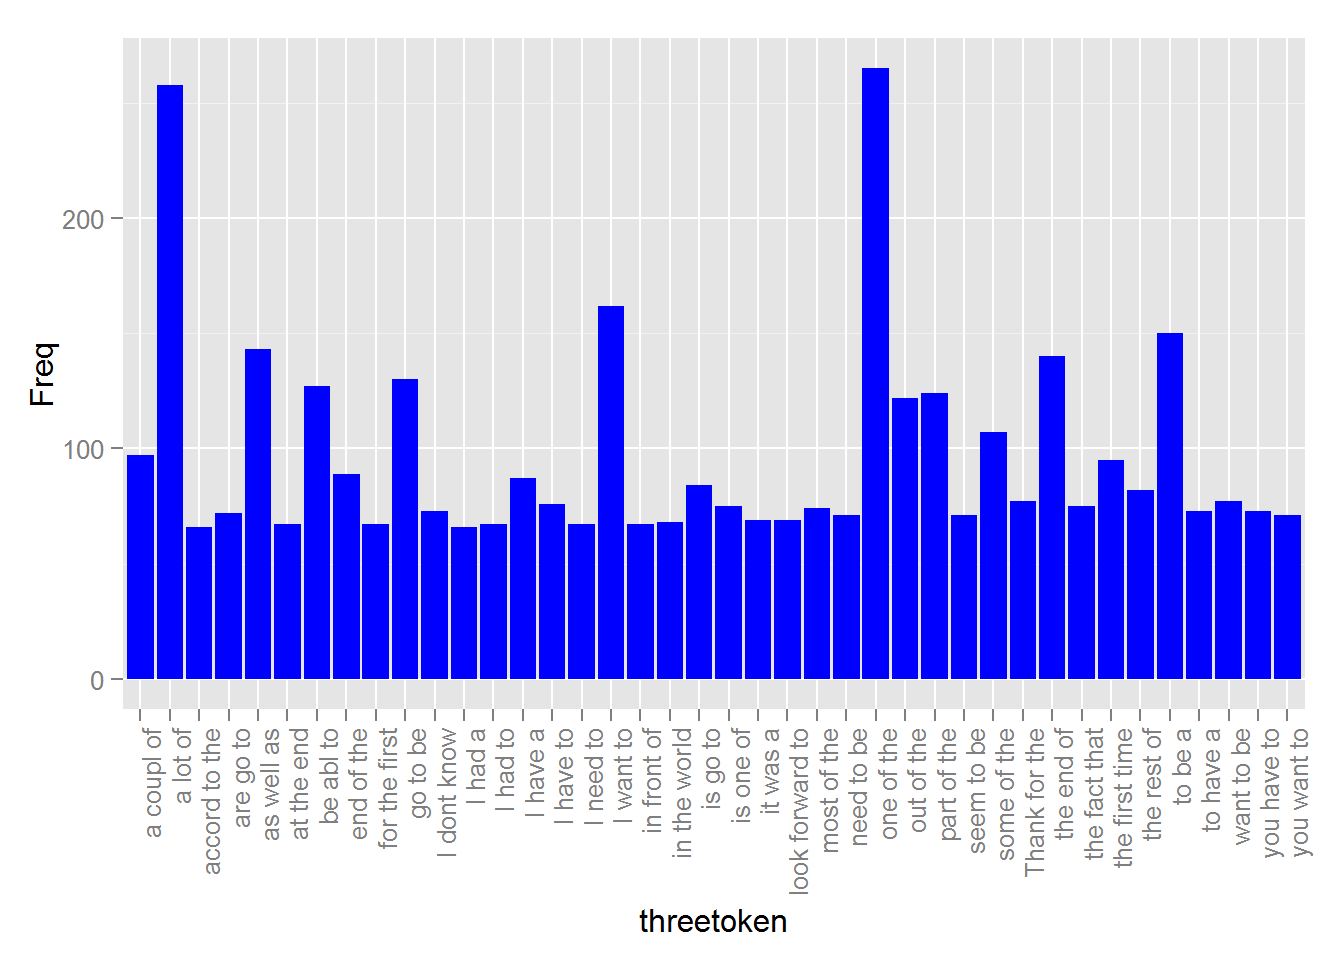 Freq
200
100
0
a coupl of
a lot of
accord to the
are go to
as well as
at the end
be abl to
end of the
for the first
go to be
I dont know
I had a
I had to
I have a
I have to
I need to
I want to
in front of
in the world
is go to
is one of
it was a
look forward to
most of the
need to be
one of the
out of the
part of the
seem to be
some of the
Thank for the
the end of
the fact that
the first time
the rest of
to be a
to have a
want to be
you have to
you want to
threetoken